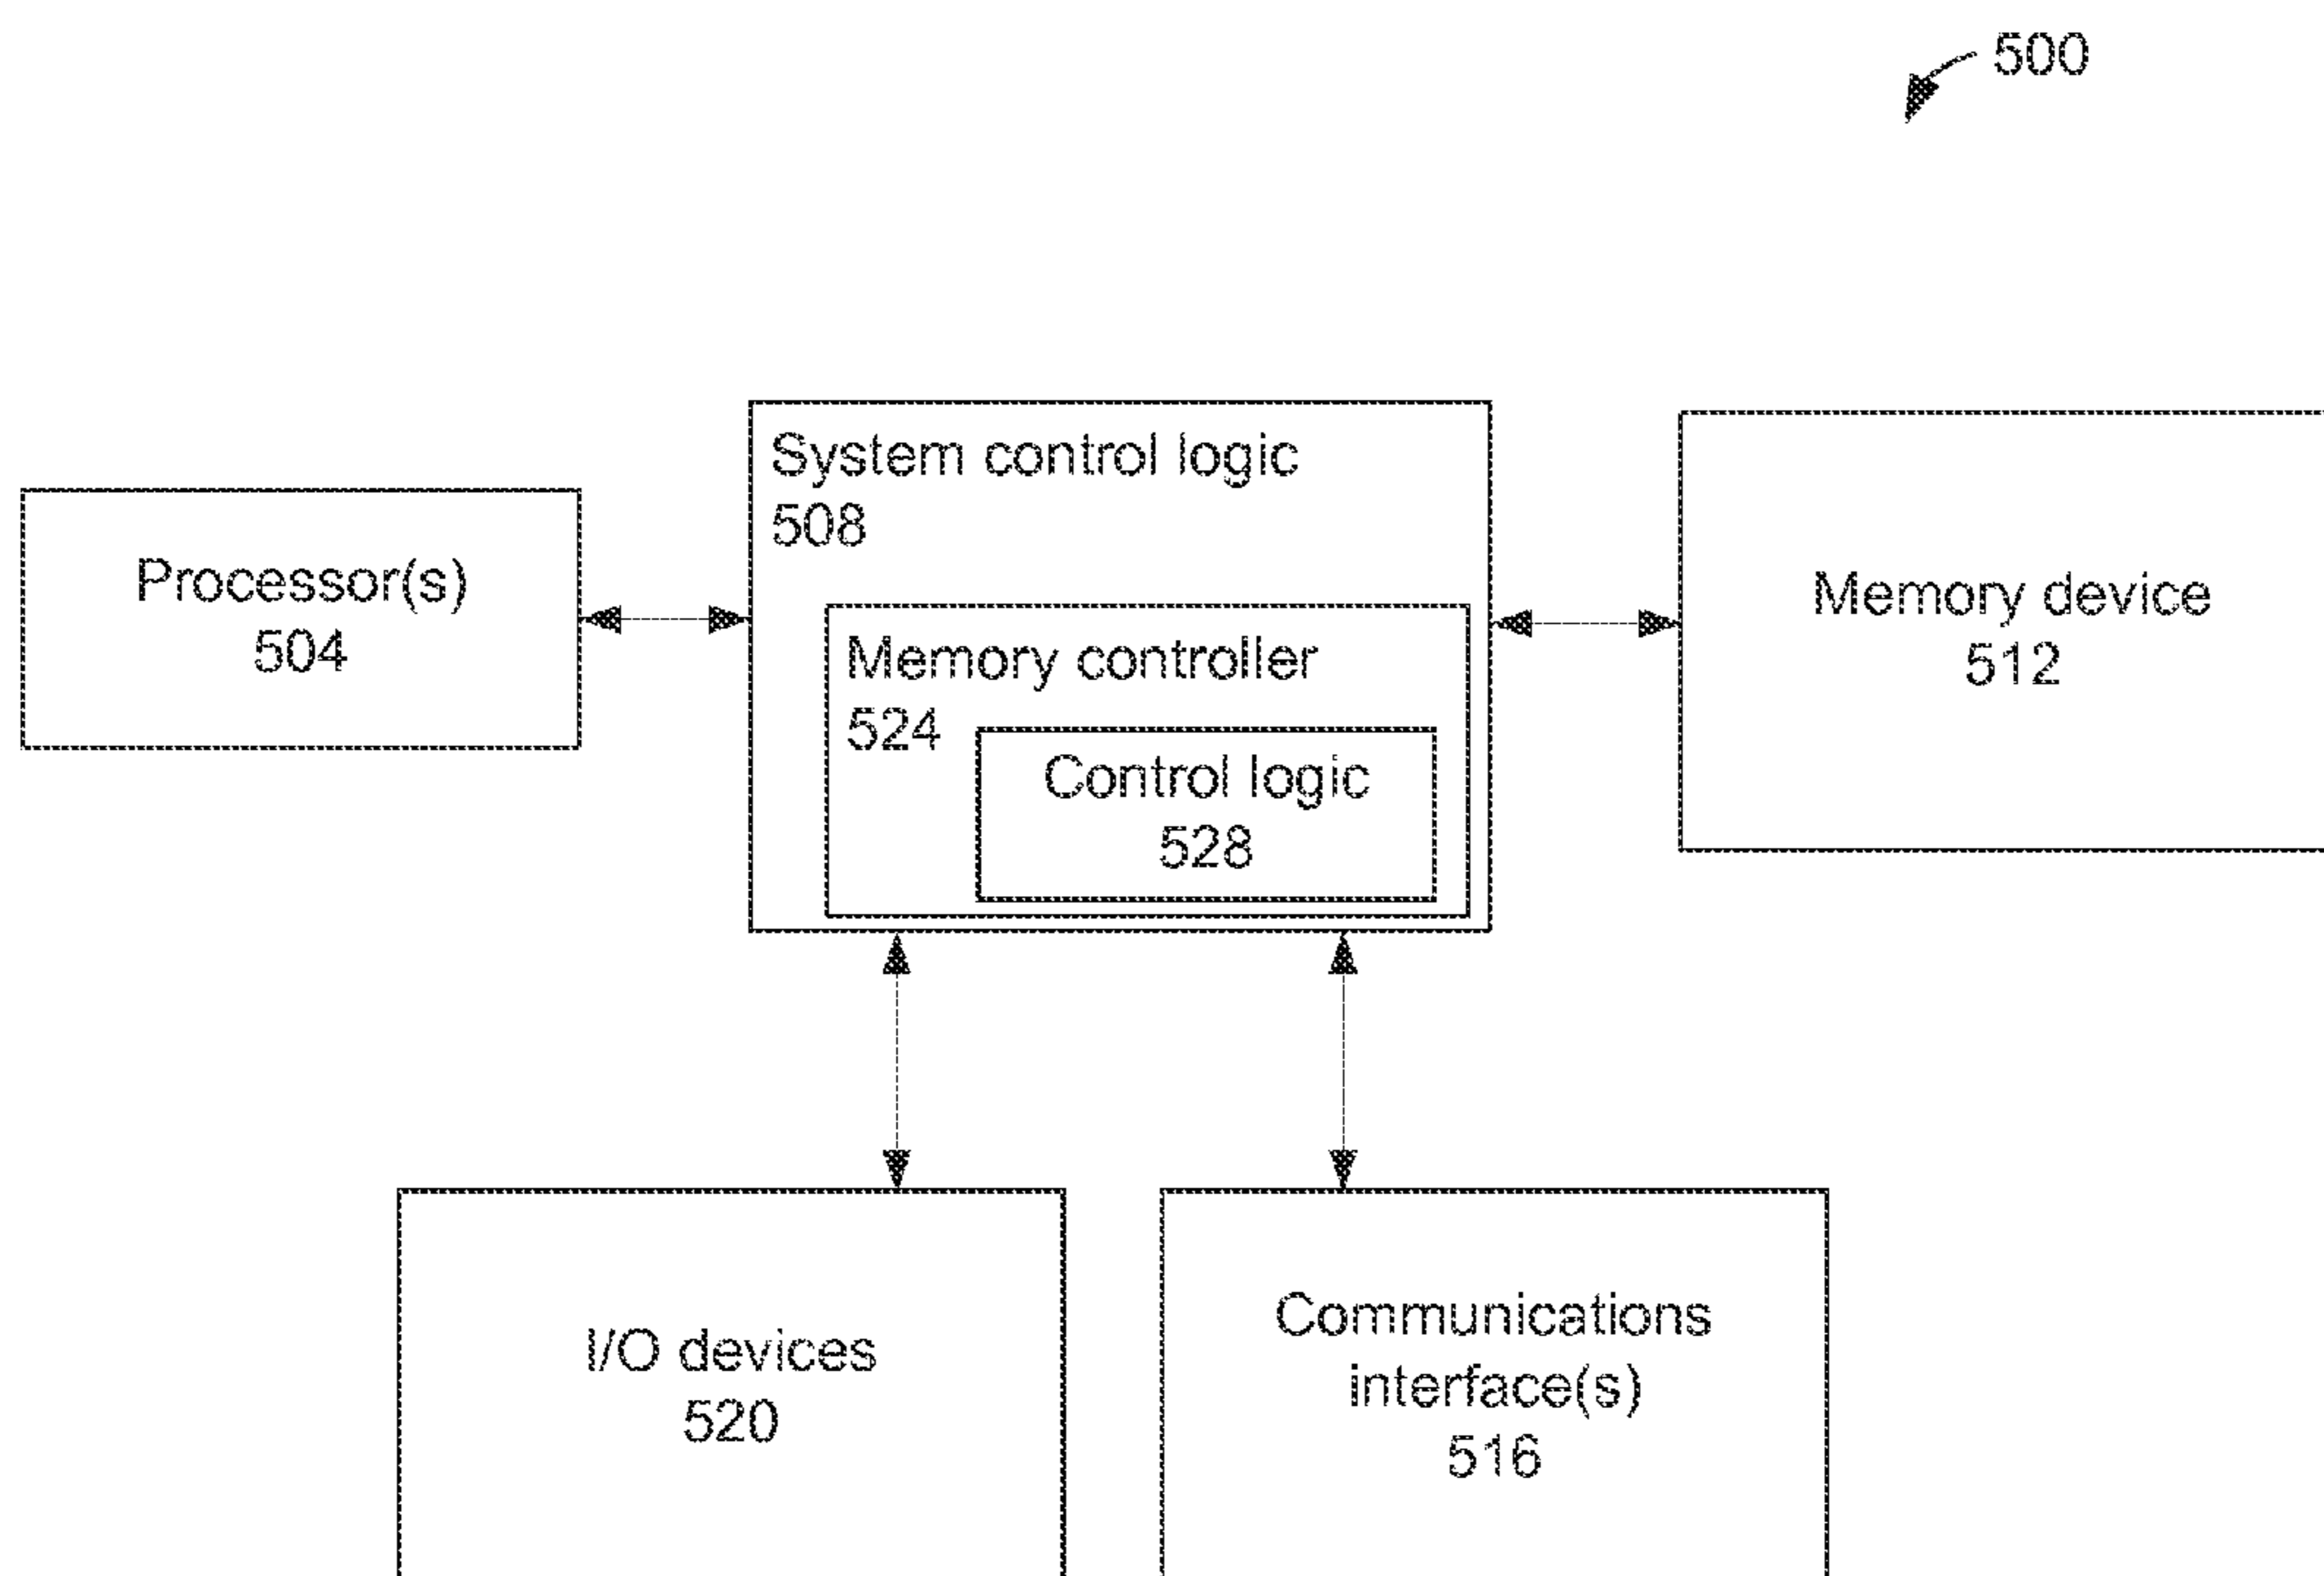 500
System control logic
508
Processor(s)
504
Memory controller
524
Control logic
528
Memory device
512
I/O devices
520
Communications
interface(s)
516